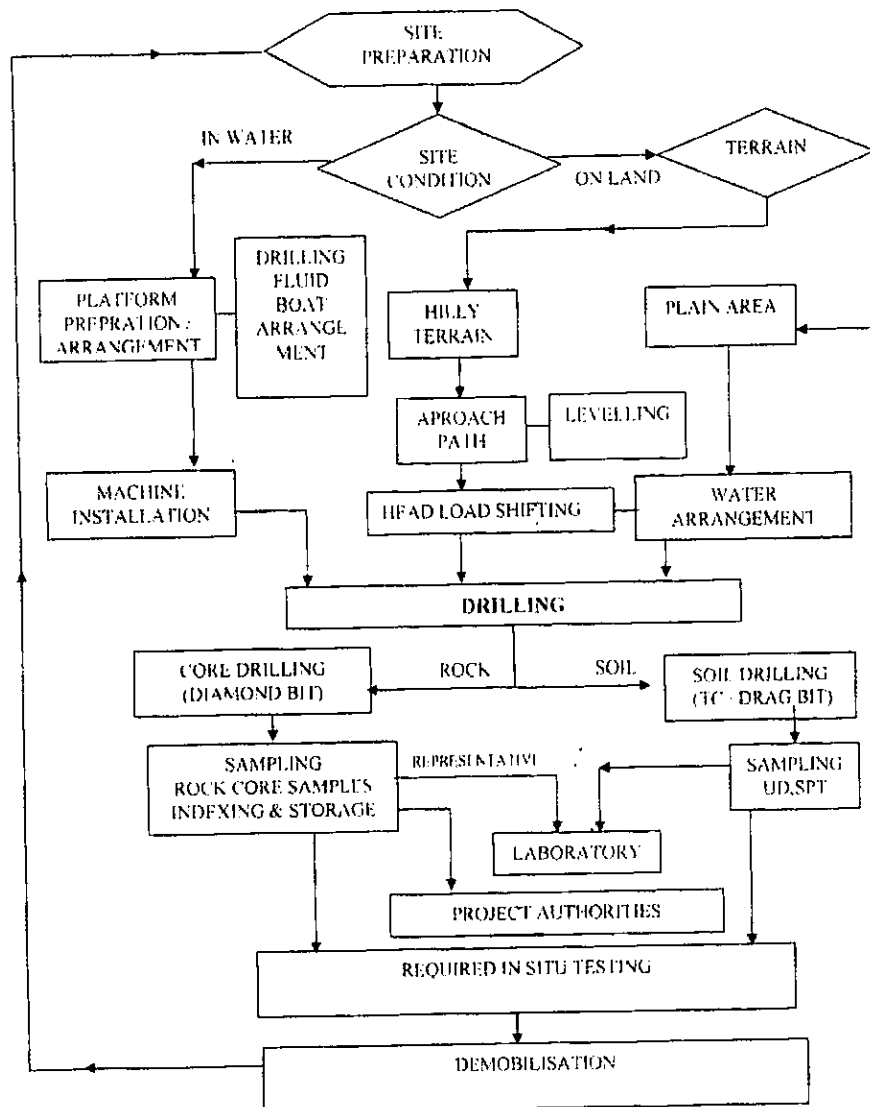 SITE
PREPARATION
IN WATER
SITE
CONDITION
ON LAND
TERRAIN
DRILLING
FLUID
BOAT
ARRANGE
MENT
PLATFORM
PREPRATION /
ARRANGEMENT
HILLY
TERRAIN
PLAIN AREA
APROACH
PATH
LEVELLING
MACHINE
INSTALLATION
HEAD LOAD SHIFTING
WATER
ARRANGEMENT
DRILLING
CORE DRILLING
(DIAMOND BIT)
ROCK
SOIL
SOIL DRILLING
(TC - DRAG BIT)
SAMPLING
ROCK CORE SAMPLES
INDEXING & STORAGE
REPRESENTATIVE
SAMPLING
UD,SPT
LABORATORY
PROJECT AUTHORITIES
REQUIRED IN SITU TESTING
DEMOBILISATION